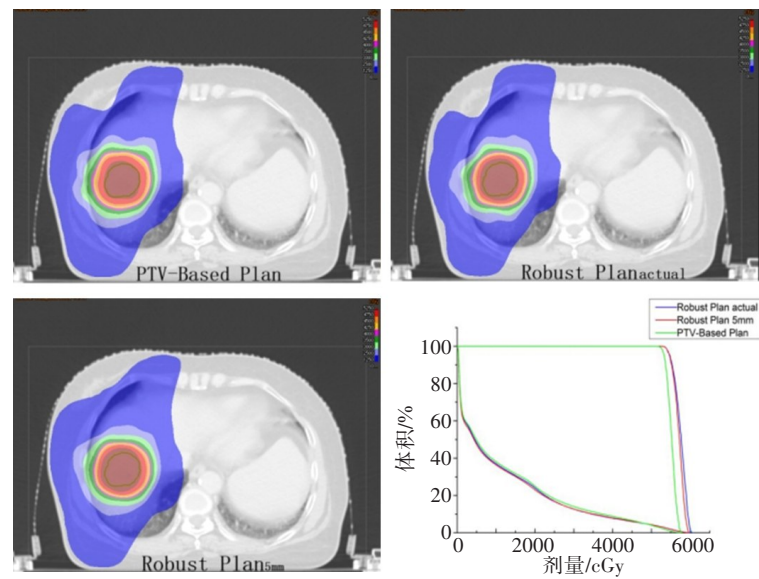 PTV-Based Plan
Robust Planactual
Robust Plan5mm
Robust Plan actual
Robust Plan 5mm
PTV-Based Plan
100
80
60
40
20
0
体积/%
0 2000 4000 6000
剂量/cGy